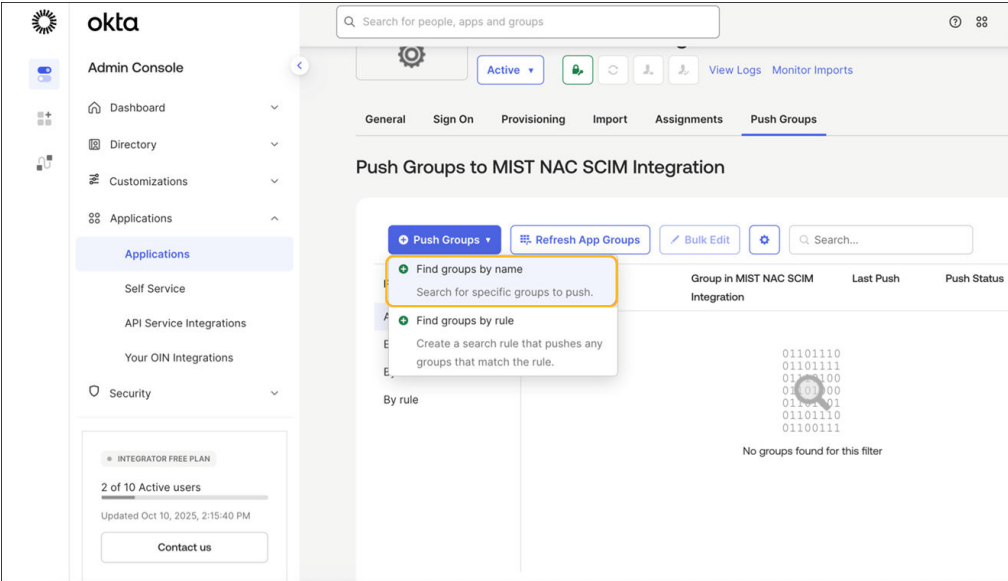 okta
Search for people, apps and groups
Admin Console
Dashboard
Directory
Customizations
Applications
Applications
Self Service
API Service Integrations
Your OIN Integrations
Security
INTEGRATOR FREE PLAN
2 of 10 Active users
Updated Oct 10, 2025, 2:15:40 PM
Contact us
Active
View Logs Monitor Imports
General Sign On Provisioning Import Assignments Push Groups
Push Groups to MIST NAC SCIM Integration
Push Groups Refresh App Groups Bulk Edit Search...
Find groups by name
Search for specific groups to push.
Find groups by rule
Create a search rule that pushes any
groups that match the rule.
By rule
Group in MIST NAC SCIM
Integration
Last Push
Push Status
01101110
01101111
01101111
No groups found for this filter